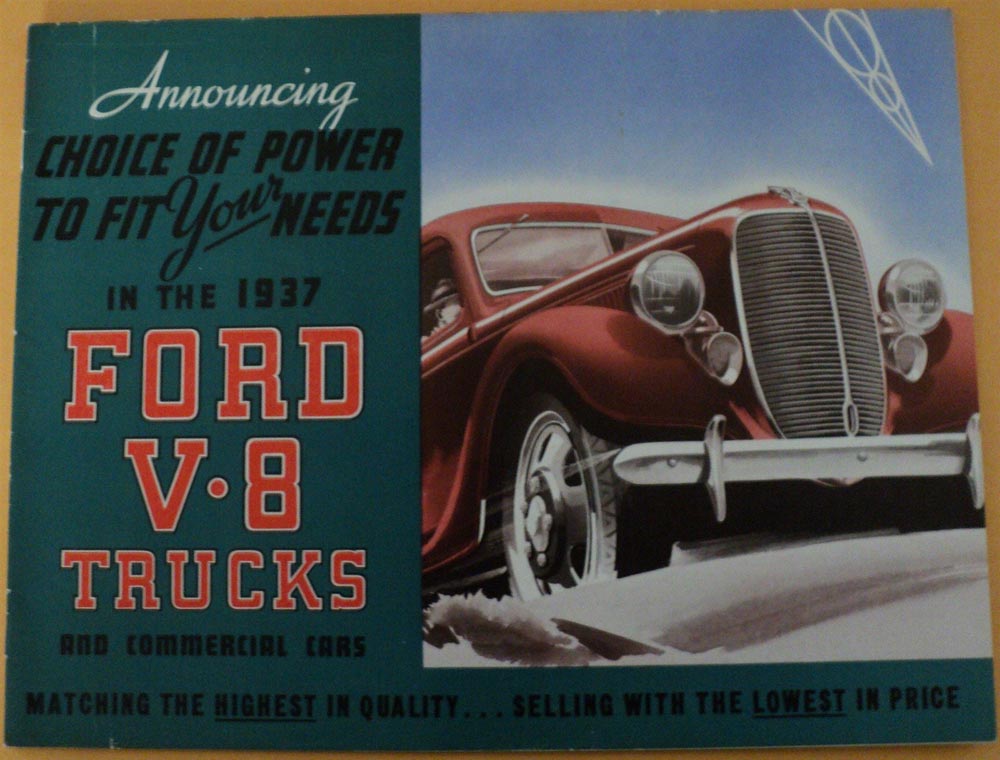 Announcing
CHOICE OF POWER
TO FIT Your NEEDS
IN THE 1937
FORD
V•8
TRUCKS
AND COMMERCIAL CARS
MATCHING THE HIGHEST IN QUALITY... SELLING WITH THE LOWEST IN PRICE
V8